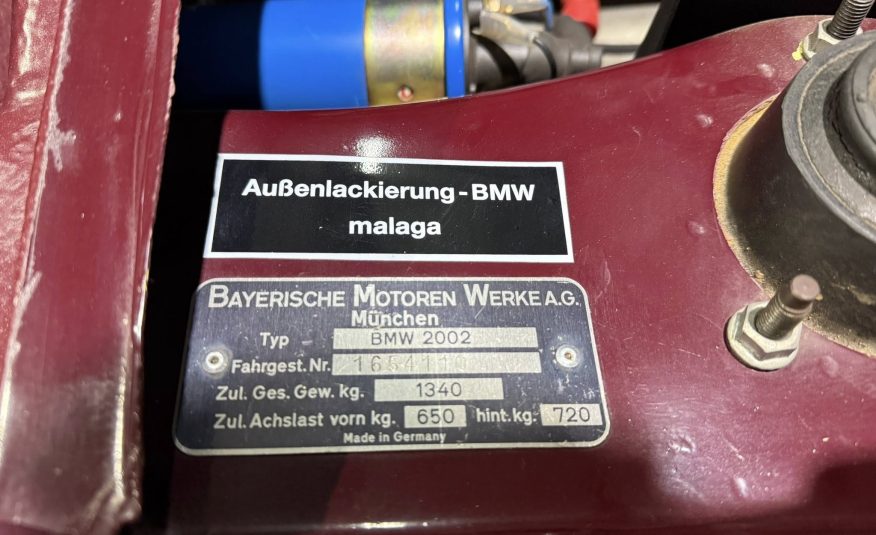 Außenlackierung-BMW
malaga
BAYERISCHE MOTOREN WERKE A.G.
München
Typ BMW 2002
Fahrgest. Nr. 1654110
Zul. Ges. Gew. kg. 1340
Zul. Achslast vorn kg. 650 hint. kg. 720
Made in Germany